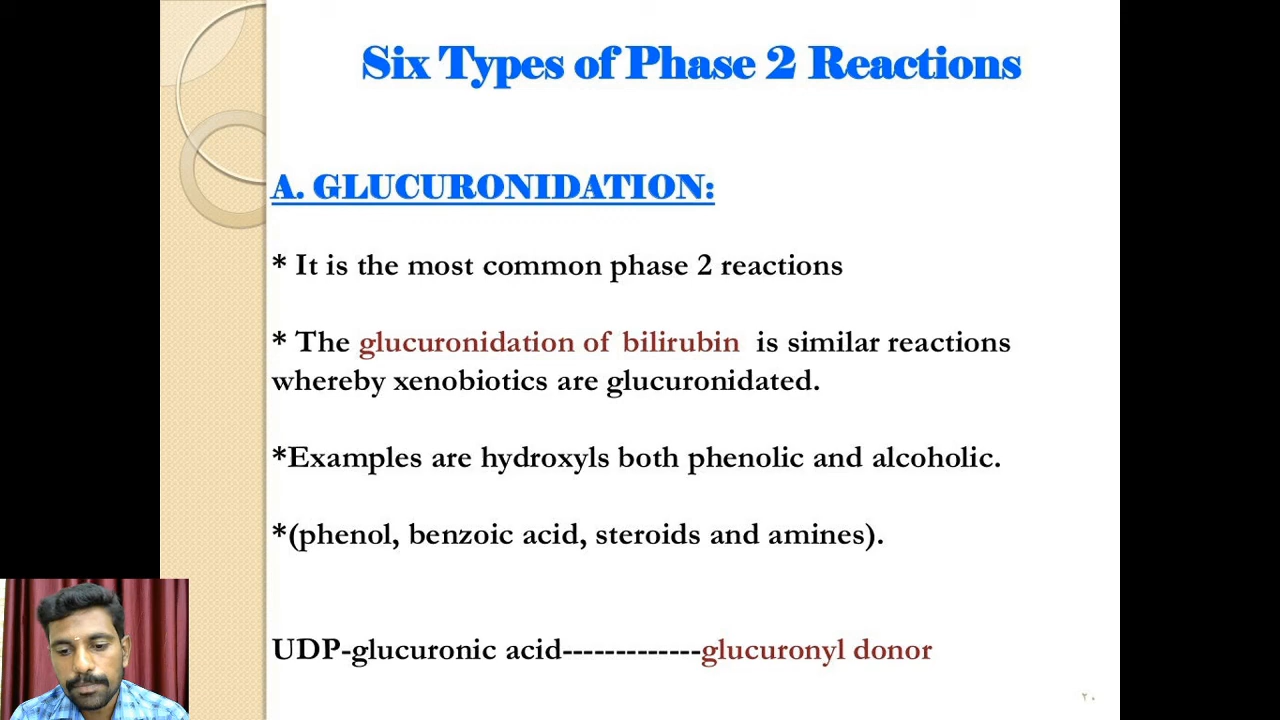 Six Types of Phase 2 Reactions
A. GLUCURONIDATION:
* It is the most common phase 2 reactions
* The glucuronidation of bilirubin is similar reactions
whereby xenobiotics are glucuronidated.
*Examples are hydroxyls both phenolic and alcoholic.
*(phenol, benzoic acid, steroids and amines).
UDP-glucuronic acid-------------glucuronyl donor
٢٠